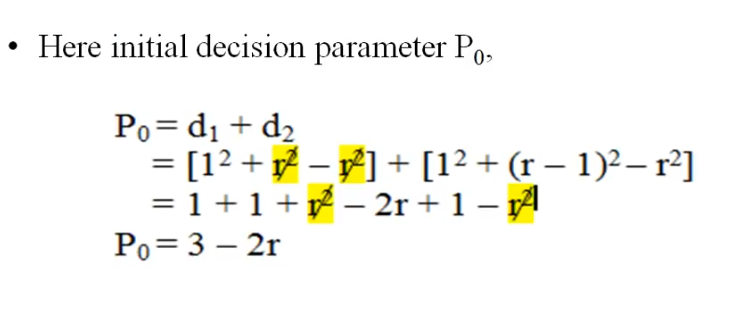 • Here initial decision parameter P₀,
P₀ = d₁ + d₂
= [1² + r² – r²] + [1² + (r – 1)² – r²]
= 1 + 1 + r² – 2r + 1 – r²
P₀ = 3 – 2r